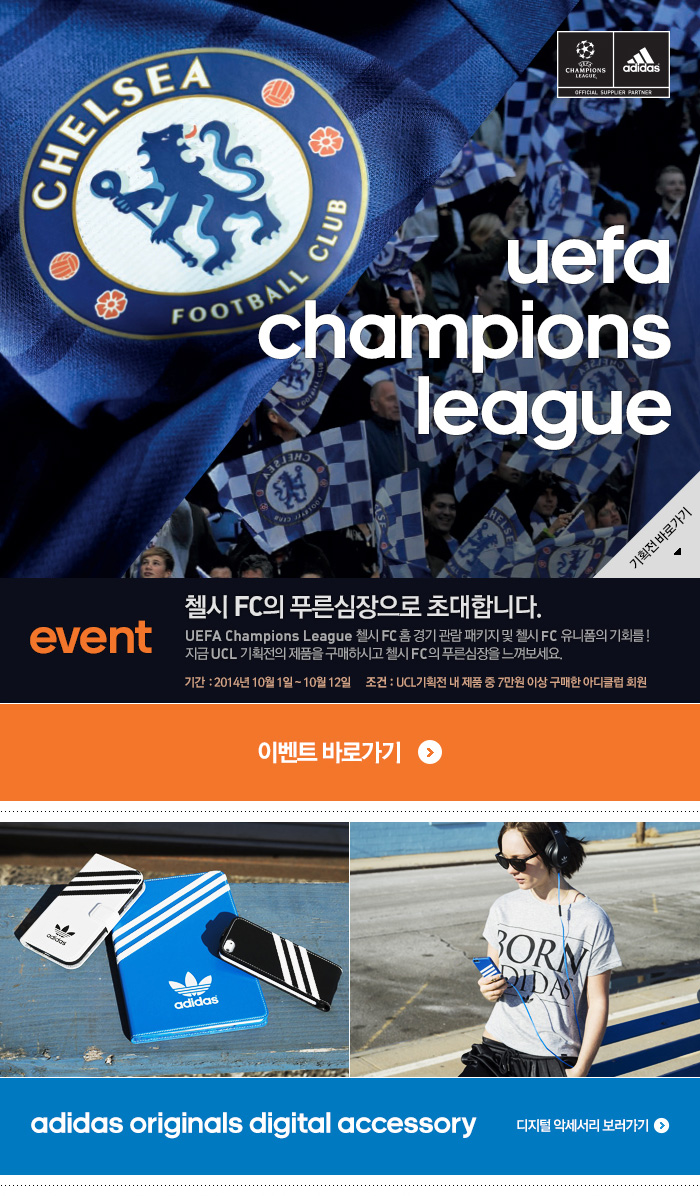 CHELSEA
FOOTBALL CLUB
UEFA
CHAMPIONS
LEAGUE
adidas
OFFICIAL SUPPLIER PARTNER
uefa
champions
league
CHELSEA
FOOTBALL CLUB
기획전 바로가기
event
첼시 FC의 푸른심장으로 초대합니다.
UEFA Champions League 첼시 FC 홈 경기 관람 패키지 및 첼시 FC 유니폼의 기회를!
지금 UCL 기획전의 제품을 구매하시고 첼시 FC의 푸른심장을 느껴보세요.
기간 : 2014년 10월 1일 ~ 10월 12일 조건 : UCL기획전 내 제품 중 7만원 이상 구매한 아디클럽 회원
이벤트 바로가기
adidas
adidas
BORN
ADIDAS
adidas originals digital accessory
디지털 악세서리 보러가기